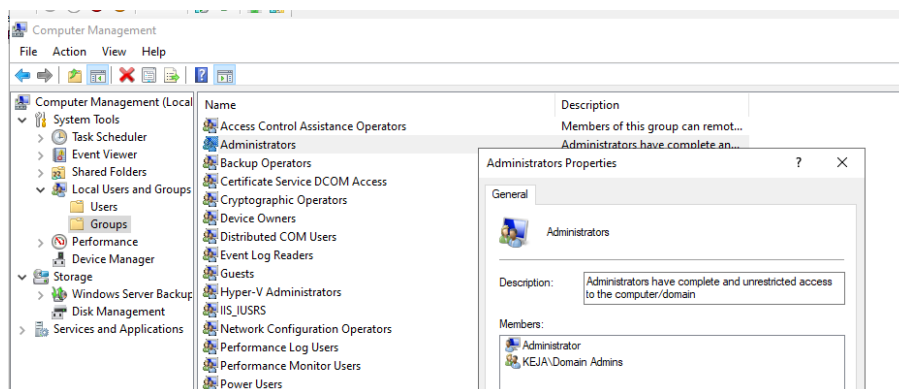 Computer Management
File Action View Help
Computer Management (Local
System Tools
Task Scheduler
Event Viewer
Shared Folders
Local Users and Groups
Users
Groups
Performance
Device Manager
Storage
Windows Server Backup
Disk Management
Services and Applications
Name Description
Access Control Assistance Operators Members of this group can remot...
Administrators Administrators have complete an...
Backup Operators
Certificate Service DCOM Access
Cryptographic Operators
Device Owners
Distributed COM Users
Event Log Readers
Guests
Hyper-V Administrators
IIS_IUSRS
Network Configuration Operators
Performance Log Users
Performance Monitor Users
Power Users
Administrators Properties ? X
General
Administrators
Description: Administrators have complete and unrestricted access
to the computer/domain
Members:
Administrator
KEJA\Domain Admins